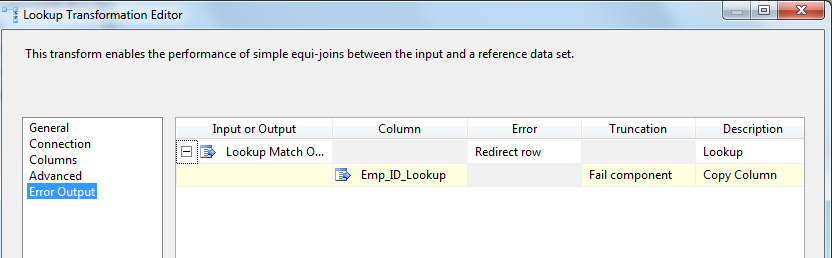 Lookup Transformation Editor
This transform enables the performance of simple equi-joins between the input and a reference data set.
General
Connection
Columns
Advanced
Error Output
Input or Output Column Error Truncation Description
Lookup Match O... Redirect row Lookup
Emp_ID_Lookup Fail component Copy Column